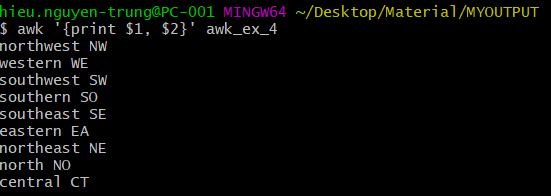 hieu.nguyen-trung@PC-001 MINGW64 ~/Desktop/Material/MYOUTPUT
$ awk '{print $1, $2}' awk_ex_4
northwest NW
western WE
southwest SW
southern SO
southeast SE
eastern EA
northeast NE
north NO
central CT